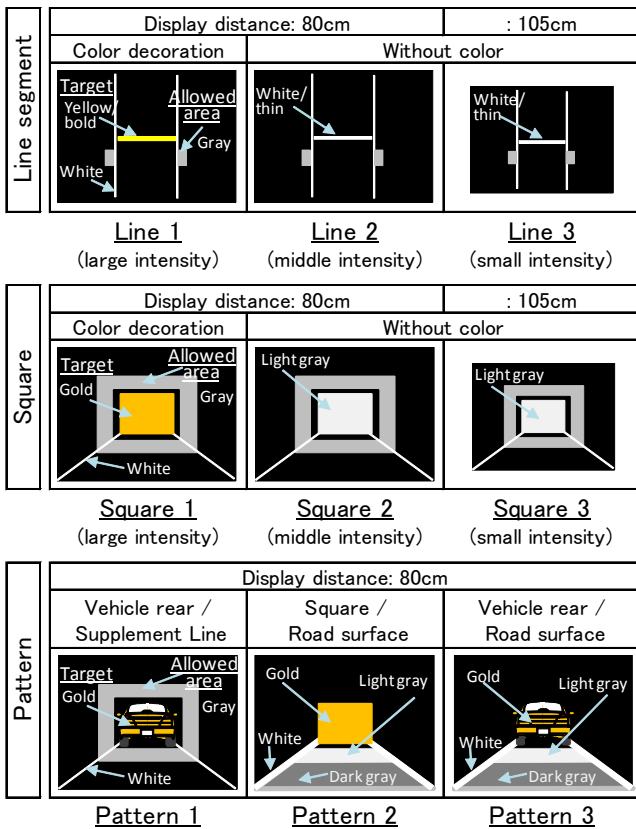 Line segment
Display distance: 80cm
: 105cm
Color decoration
Without color
Target
Yellow/
bold
Allowed
area
Gray
White
White/
thin
White/
thin
Line 1
(large intensity)
Line 2
(middle intensity)
Line 3
(small intensity)
Square
Display distance: 80cm
: 105cm
Color decoration
Without color
Target
Gold
Allowed
area
Gray
White
Light gray
Light gray
Square 1
(large intensity)
Square 2
(middle intensity)
Square 3
(small intensity)
Pattern
Display distance: 80cm
Vehicle rear /
Supplement Line
Square /
Road surface
Vehicle rear /
Road surface
Target
Gold
Allowed
area
Gray
White
Gold
Light gray
White
Dark gray
Gold
Light gray
White
Dark gray
Pattern 1
Pattern 2
Pattern 3